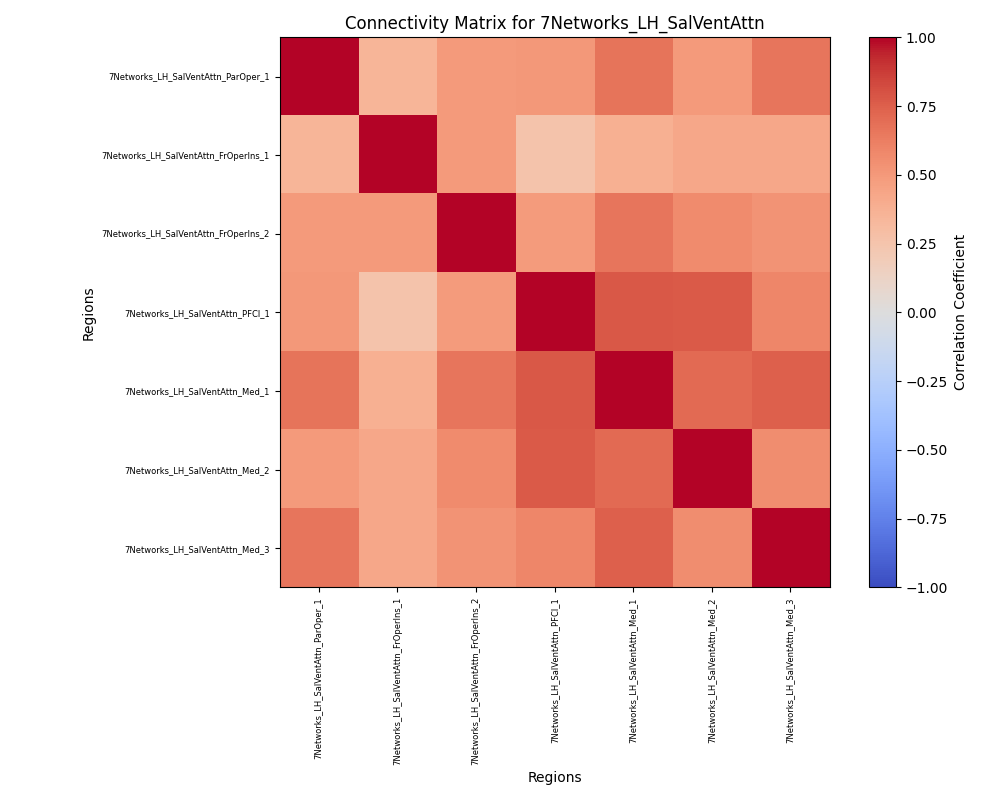 Connectivity Matrix for 7Networks_LH_SalVentAttn
7Networks_LH_SalVentAttn_ParOper_1
7Networks_LH_SalVentAttn_FrOperIns_1
7Networks_LH_SalVentAttn_FrOperIns_2
7Networks_LH_SalVentAttn_PFCl_1
7Networks_LH_SalVentAttn_Med_1
7Networks_LH_SalVentAttn_Med_2
7Networks_LH_SalVentAttn_Med_3
Regions
7Networks_LH_SalVentAttn_ParOper_1
7Networks_LH_SalVentAttn_FrOperIns_1
7Networks_LH_SalVentAttn_FrOperIns_2
7Networks_LH_SalVentAttn_PFCl_1
7Networks_LH_SalVentAttn_Med_1
7Networks_LH_SalVentAttn_Med_2
7Networks_LH_SalVentAttn_Med_3
Regions
1.00
0.75
0.50
0.25
0.00
−0.25
−0.50
−0.75
−1.00
Correlation Coefficient